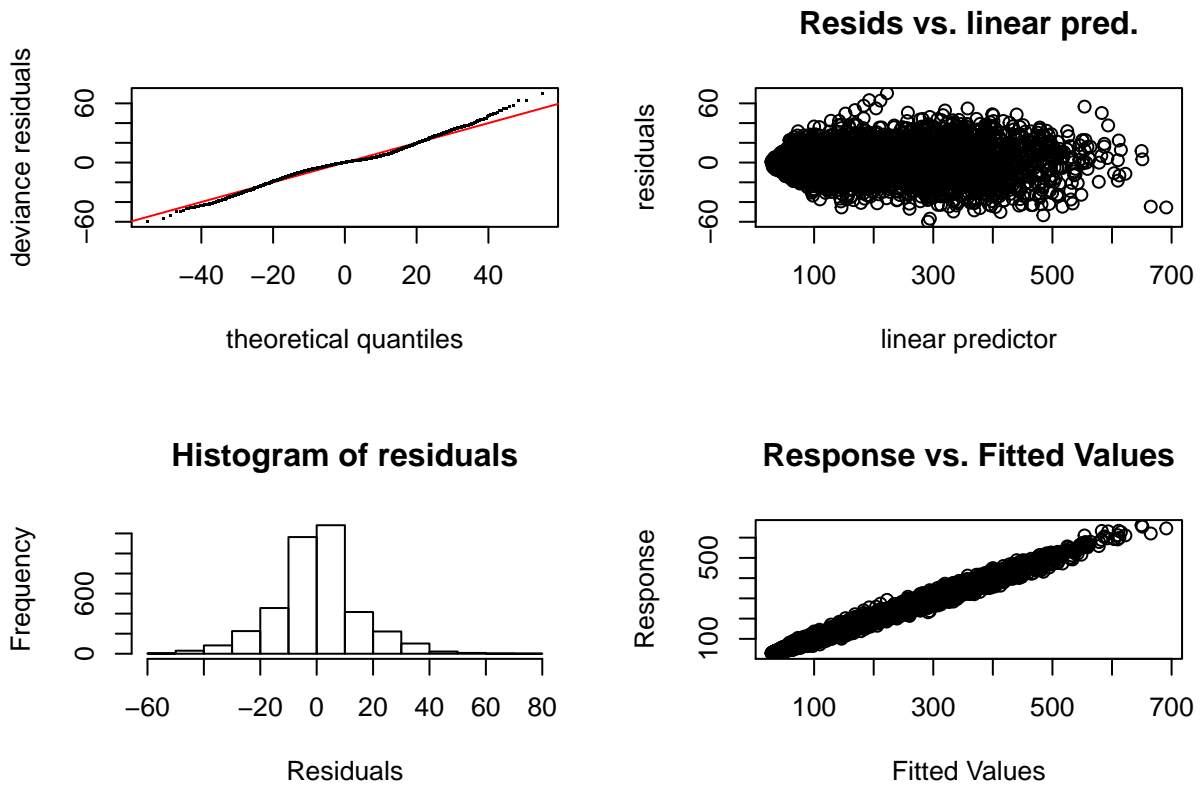 deviance residuals
−60 0 60
−40 −20 0 20 40
theoretical quantiles
Resids vs. linear pred.
residuals
−60 0 60
100 300 500 700
linear predictor
Histogram of residuals
Frequency
0 600
−60 −20 0 20 40 60 80
Residuals
Response vs. Fitted Values
Response
100 500
100 300 500 700
Fitted Values